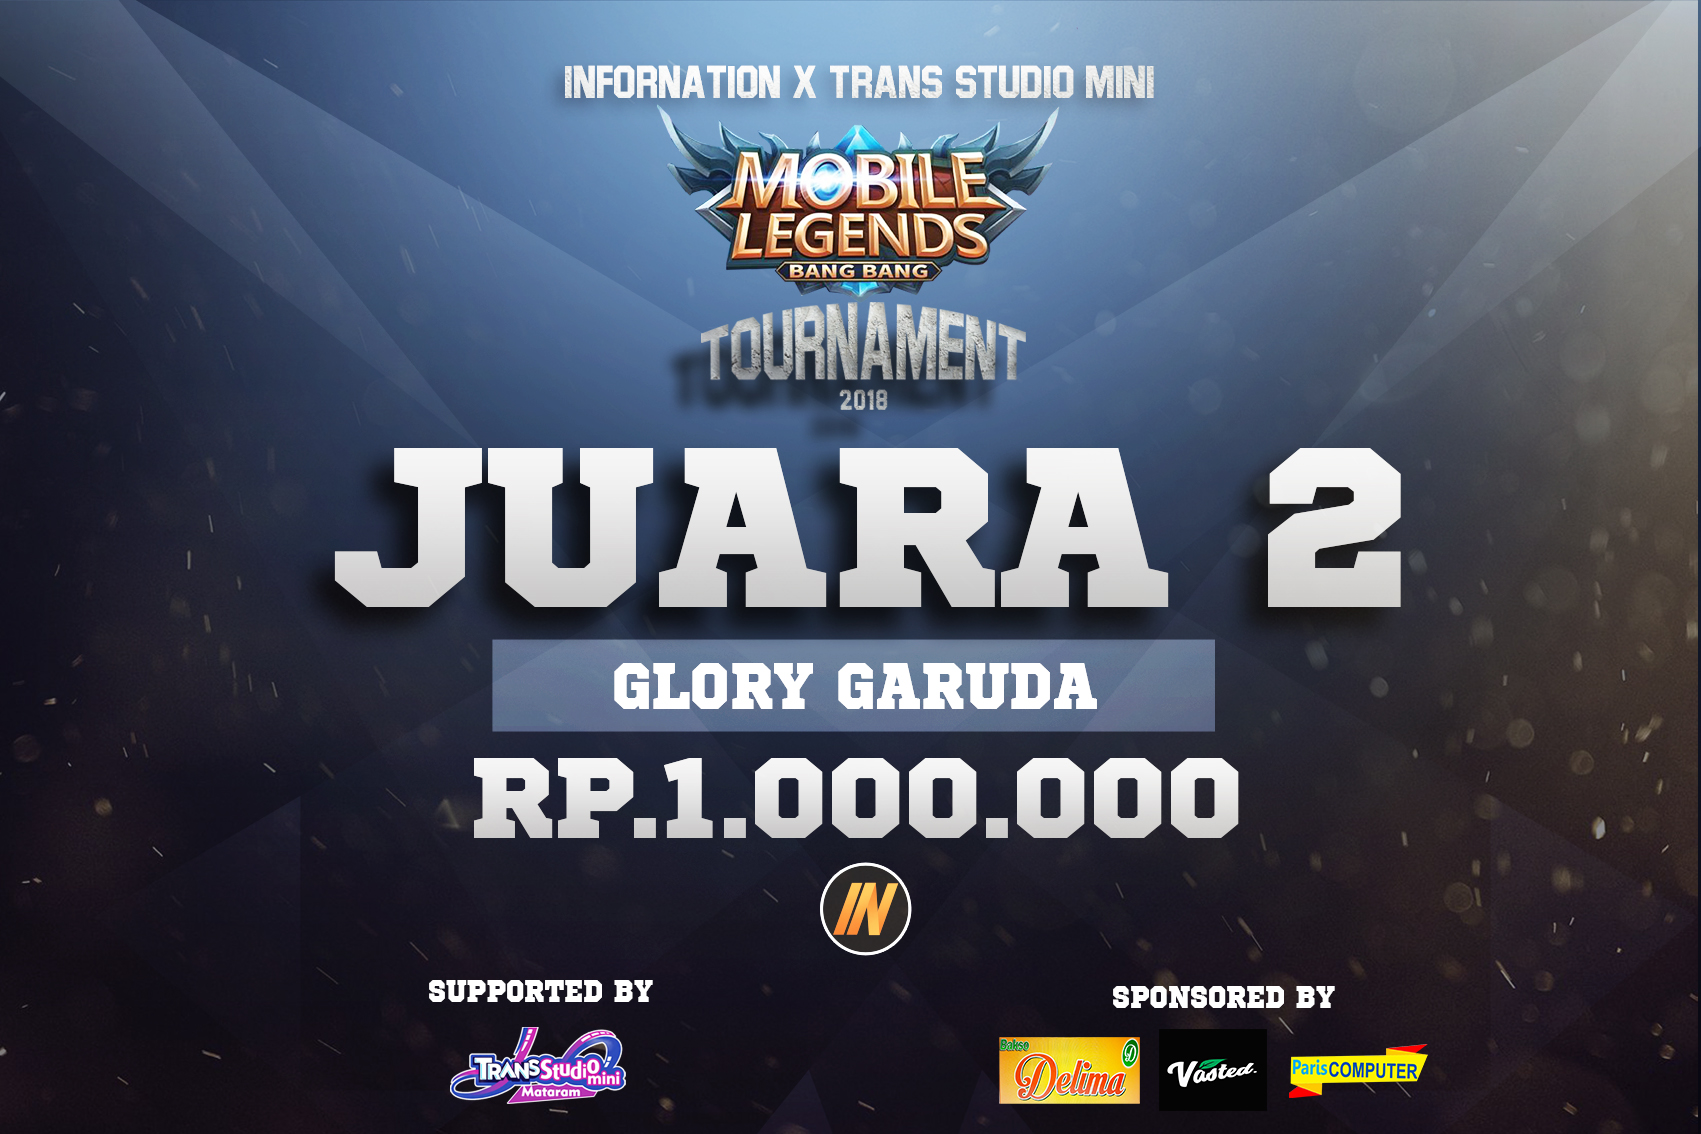 INFORNATION X TRANS STUDIO MINI
MOBILE
LEGENDS
BANG BANG
TOURNAMENT
2018
JUARA 2
GLORY GARUDA
RP.1.000.000
IN
SUPPORTED BY
TRANS Studio mini
Mataram
SPONSORED BY
Bakso D
Delima
Vasted.
Paris COMPUTER